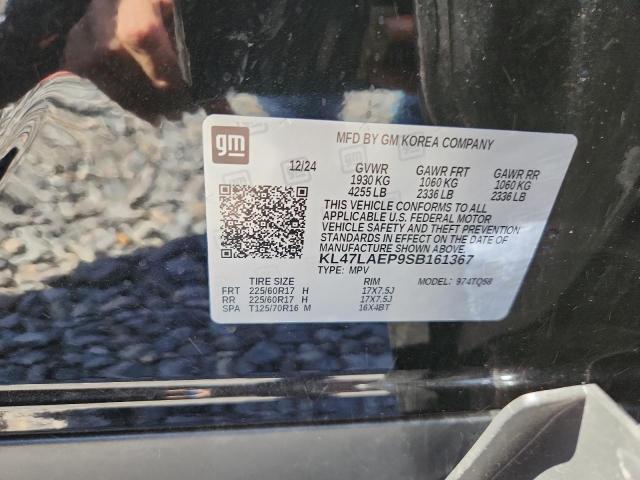 gm
MFD BY GM KOREA COMPANY
12/24 GVWR GAWR FRT GAWR RR
1930 KG 1060 KG 1060 KG
4255 LB 2336 LB 2336 LB
THIS VEHICLE CONFORMS TO ALL
APPLICABLE U.S. FEDERAL MOTOR
VEHICLE SAFETY AND THEFT PREVENTION
STANDARDS IN EFFECT ON THE DATE OF
MANUFACTURE SHOWN ABOVE.
KL47LAEP9SB161367
TYPE: MPV MODEL: 974TQ58
TIRE SIZE RIM
FRT 225/60R17 H 17X7.5J
RR 225/60R17 H 17X7.5J
SPA T125/70R16 M 16X4BT